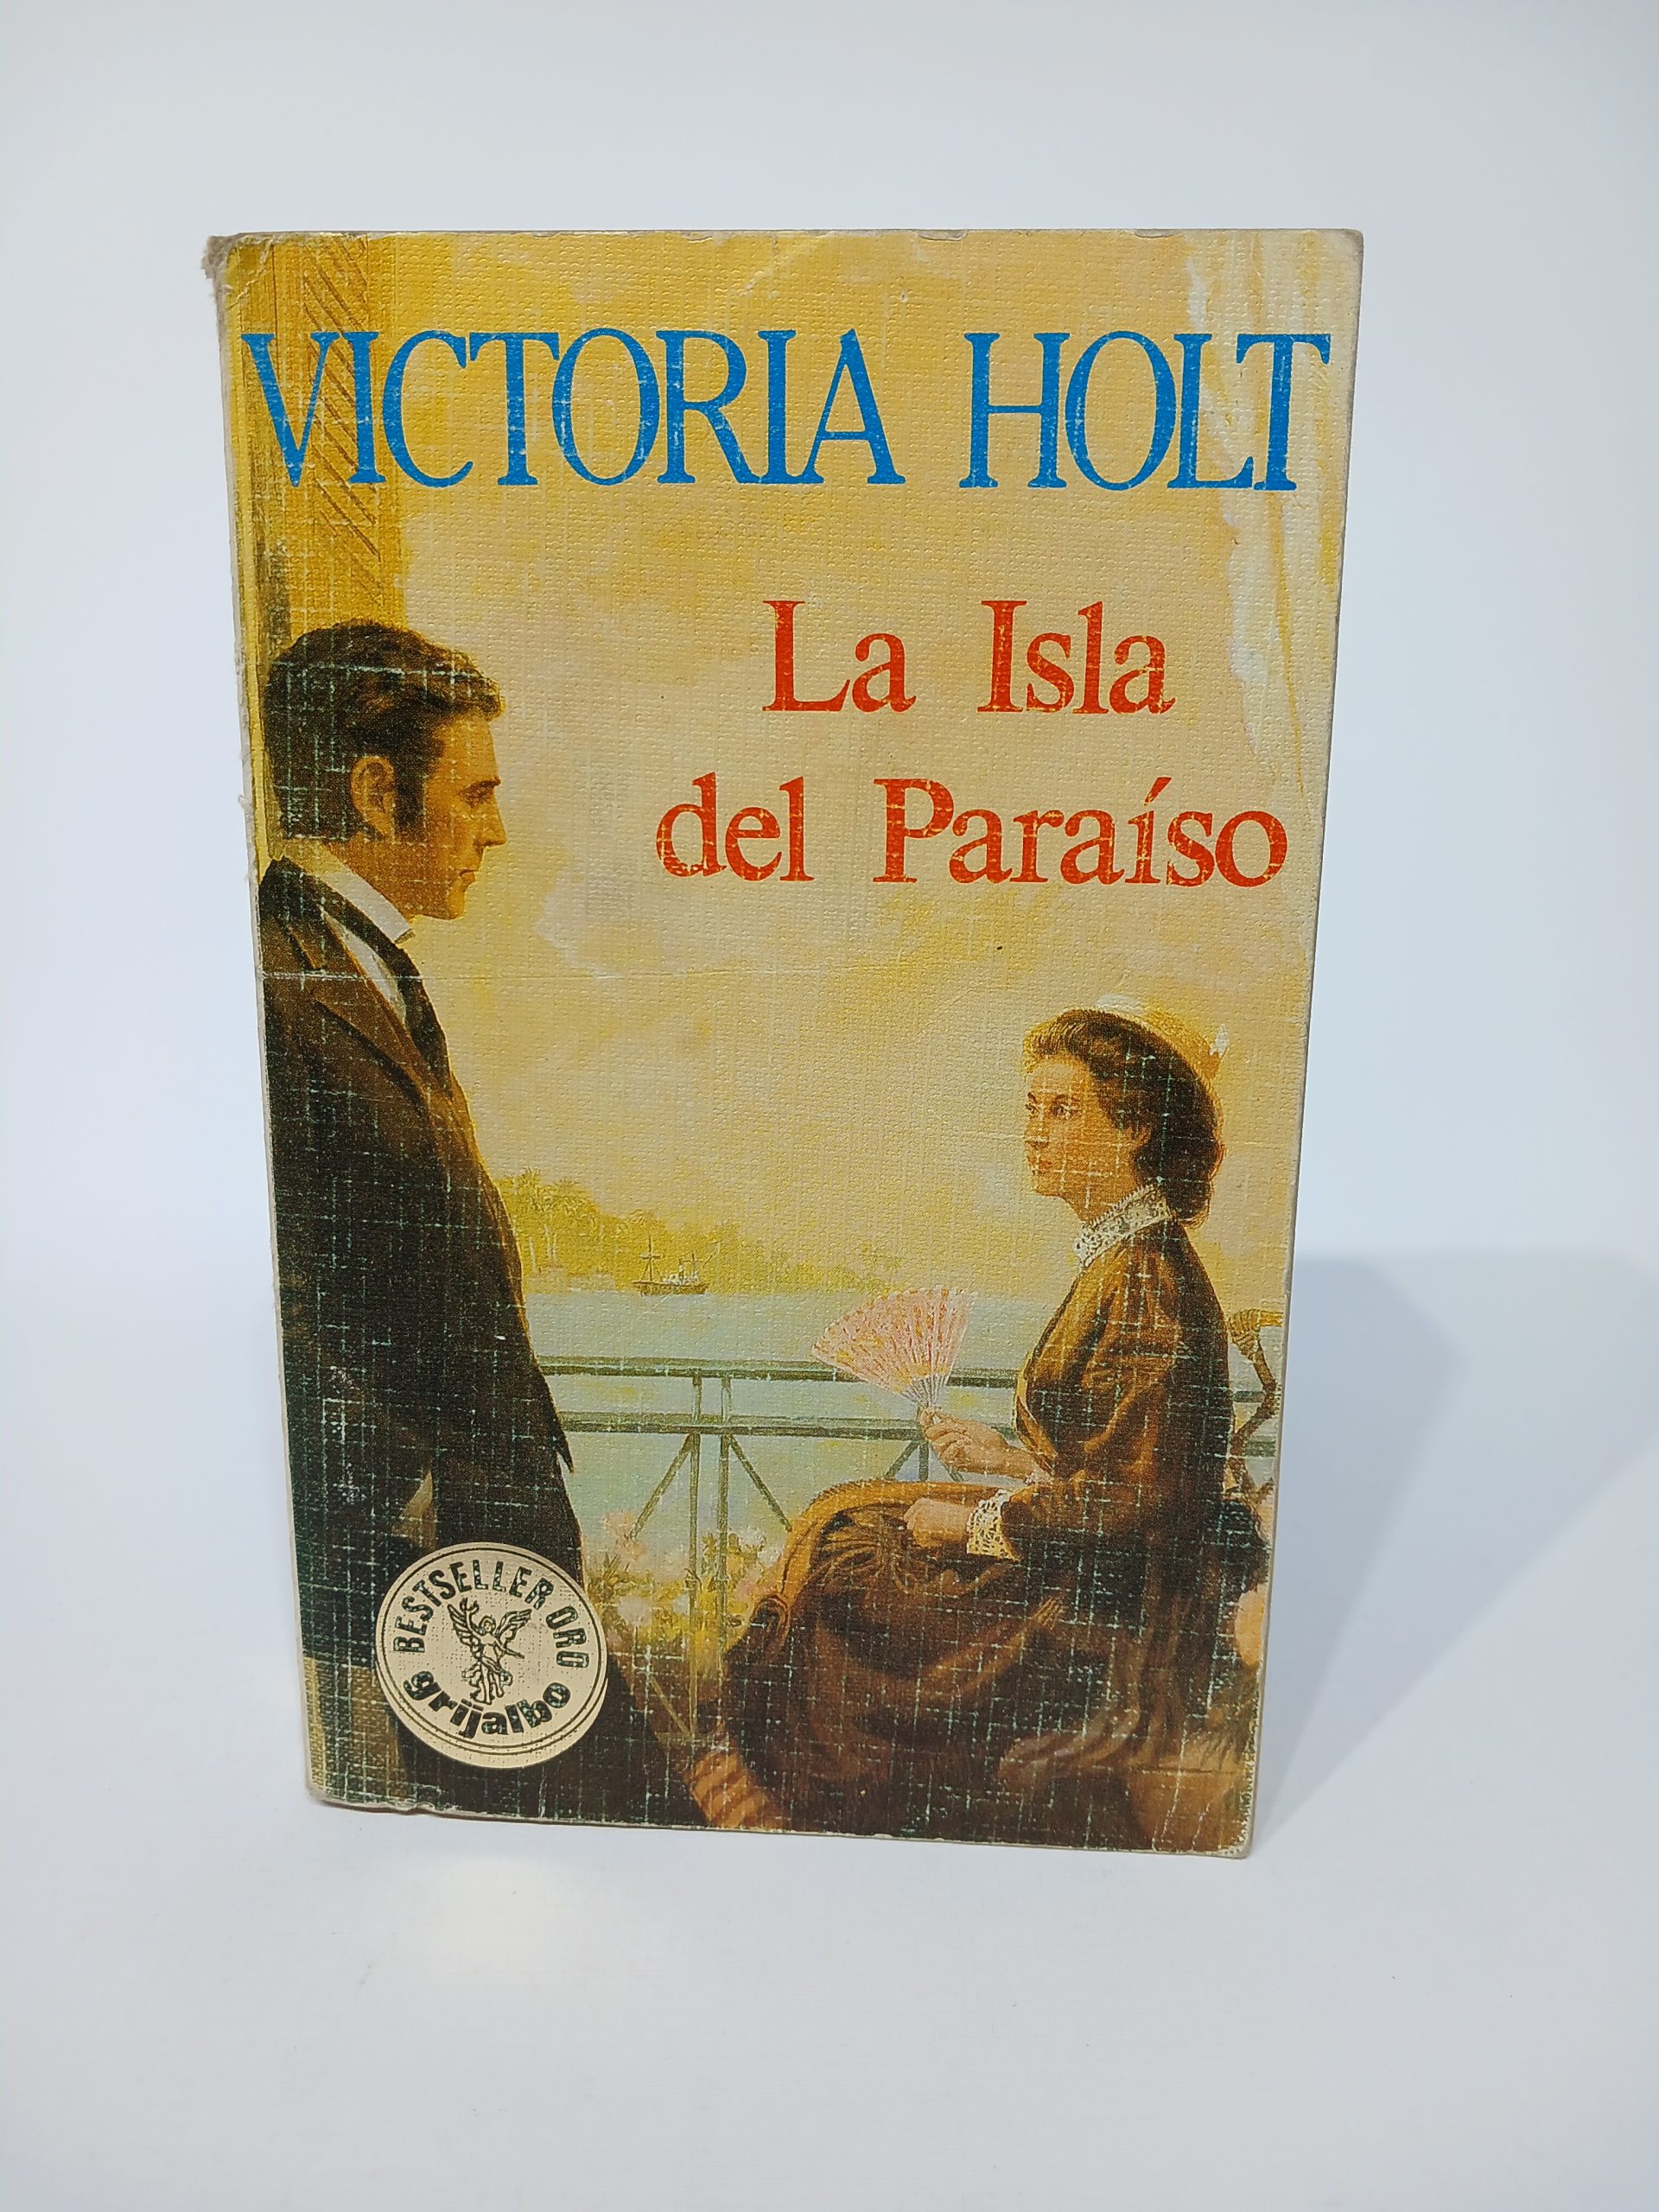 VICTORIA HOLT
La Isla
del Paraíso
BESTSELLER ORO
grijalbo